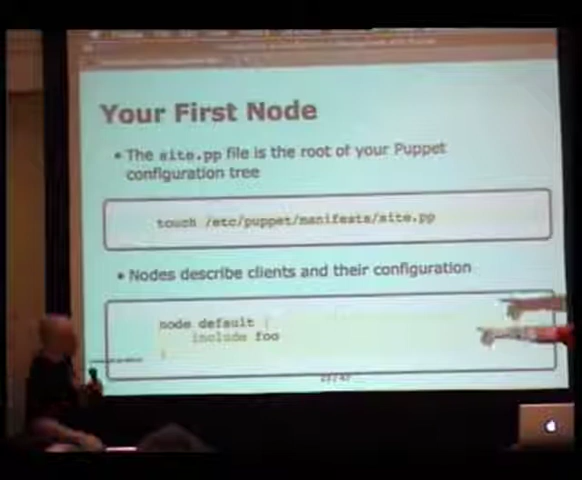 Your First Node
• The site.pp file is the root of your Puppet
configuration tree
touch /etc/puppet/manifests/site.pp
• Nodes describe clients and their configuration
node default {
include foo
}